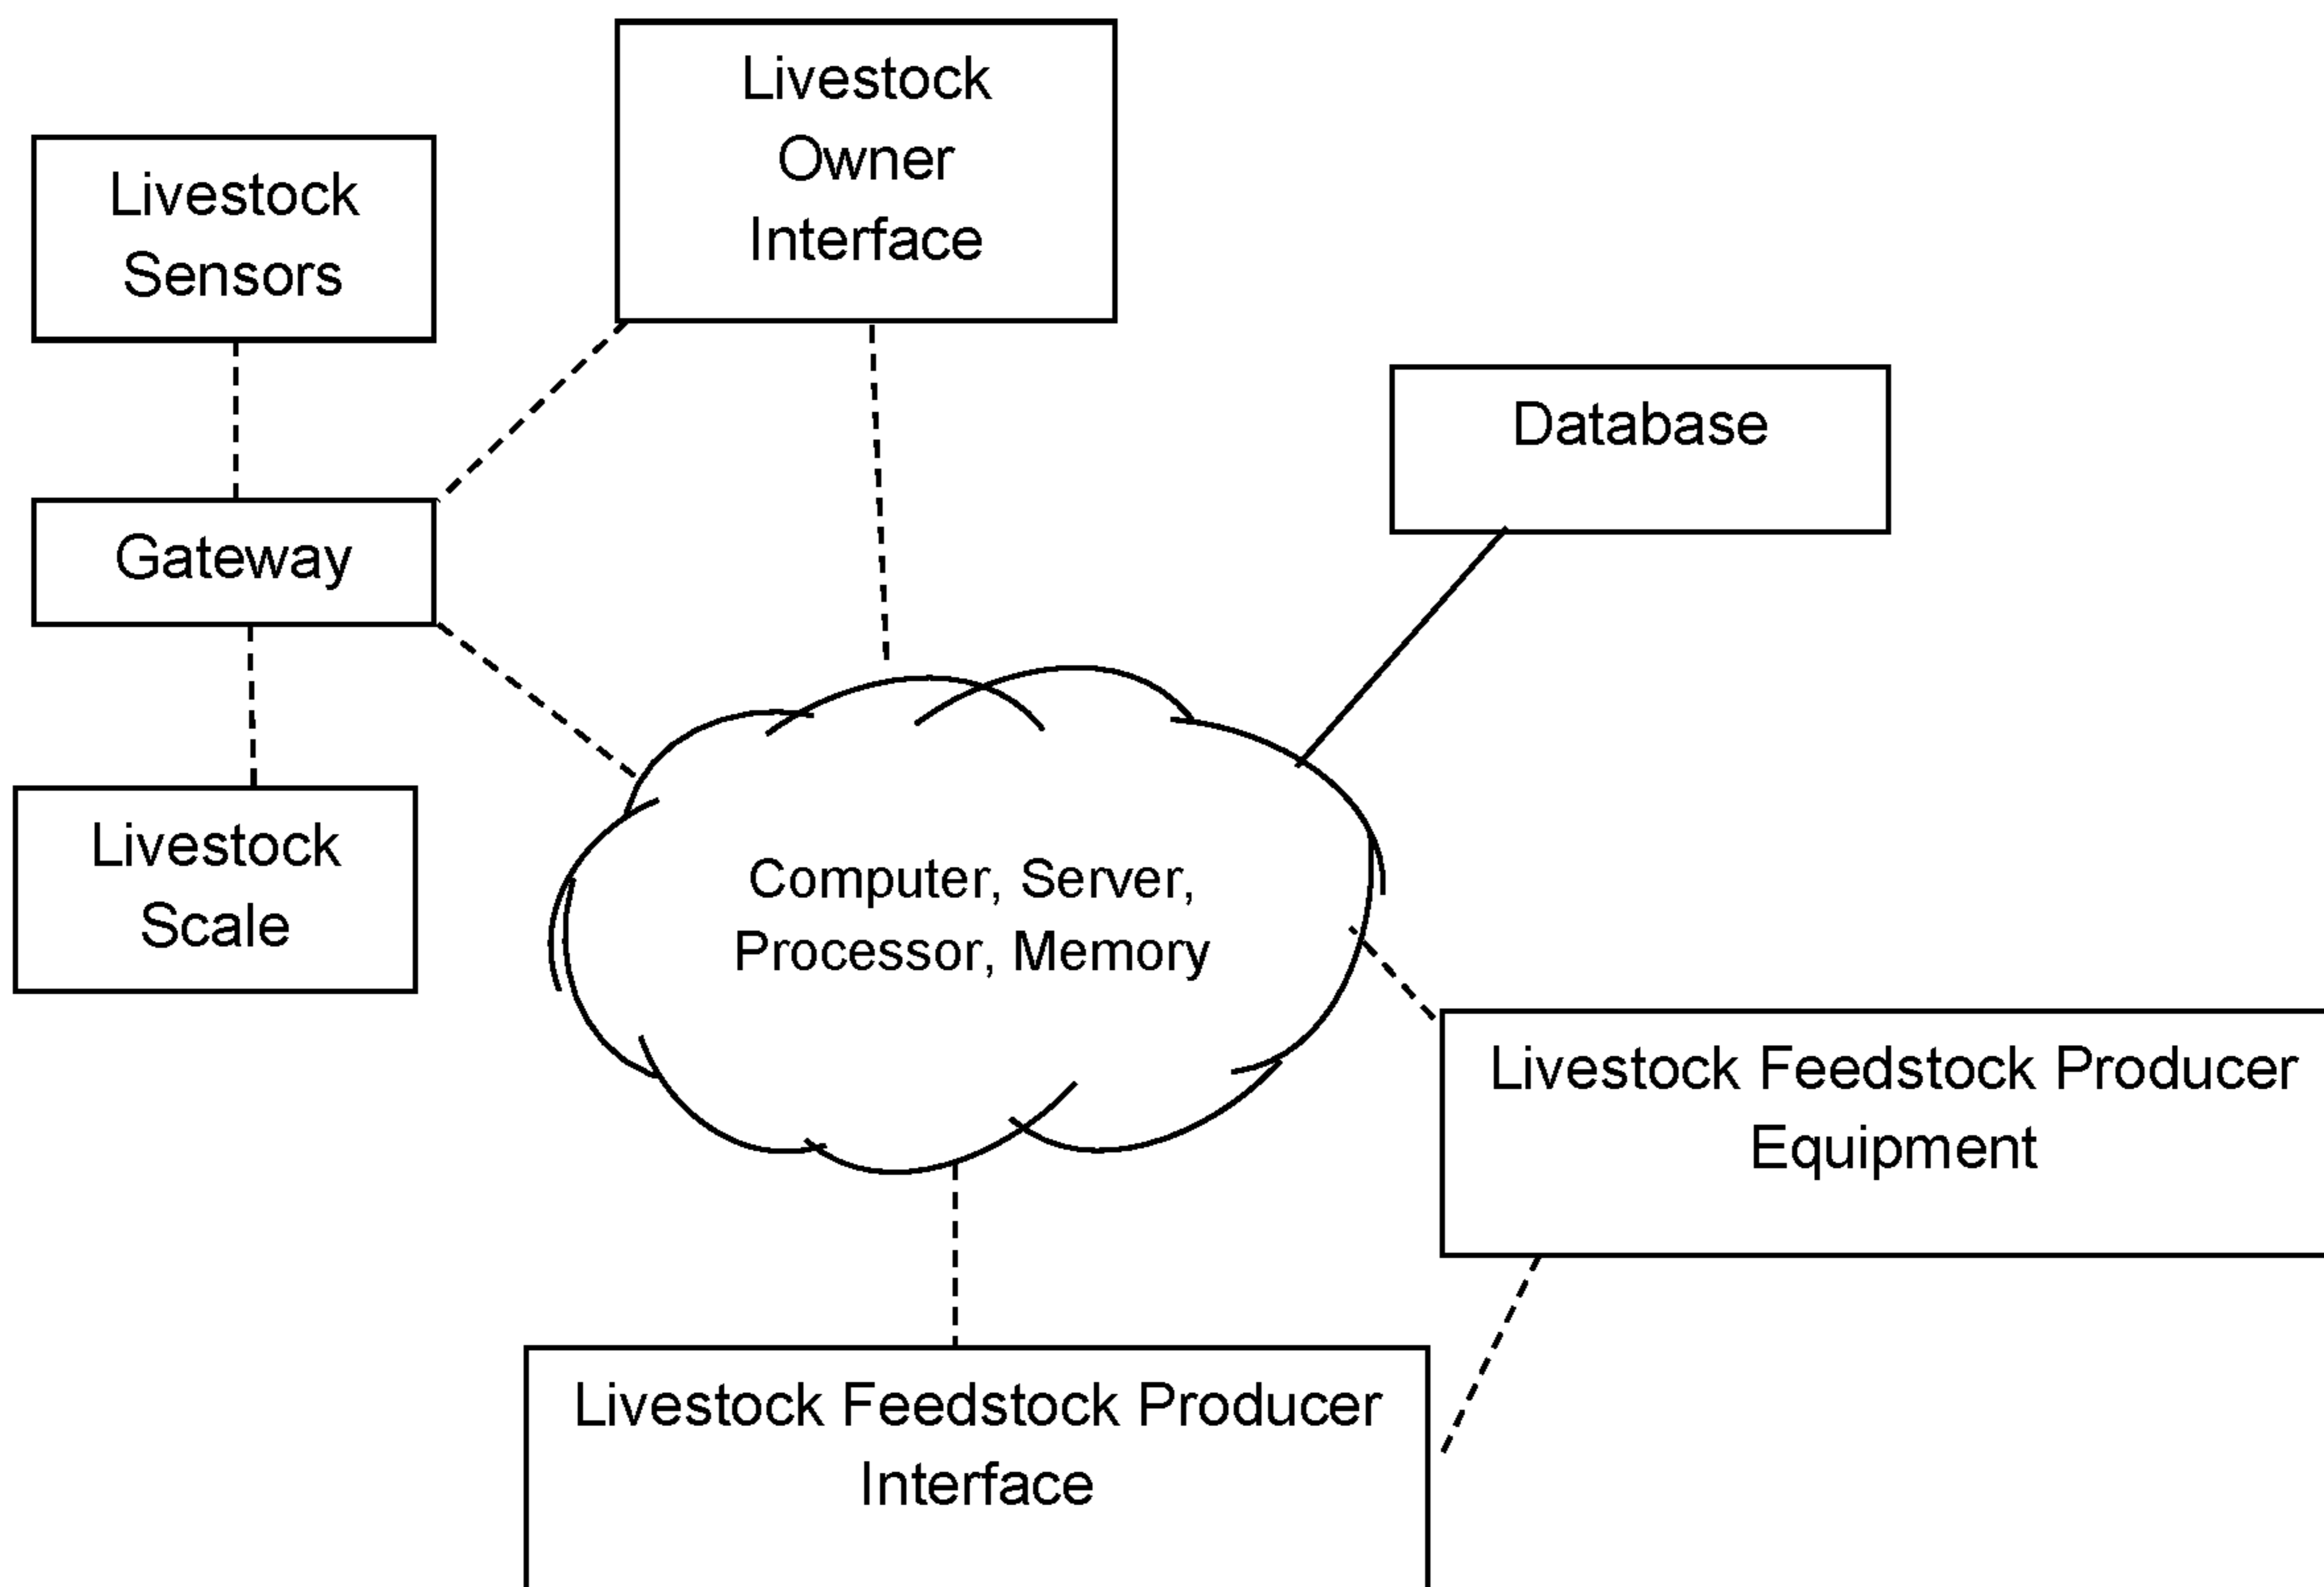 Livestock
Owner
Interface
Livestock
Sensors
Database
Gateway
Livestock
Scale
Computer, Server,
Processor, Memory
Livestock Feedstock Producer
Equipment
Livestock Feedstock Producer
Interface